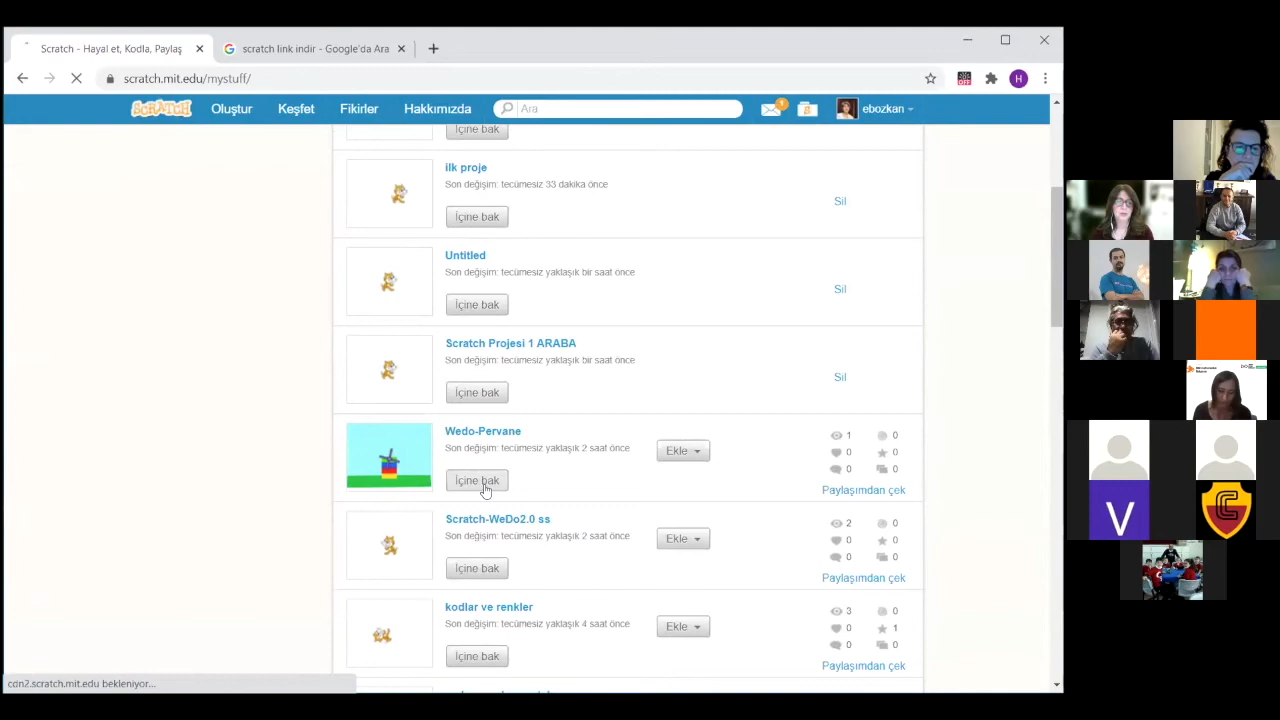 Scratch - Hayal et, Kodla, Paylaş
scratch link indir - Google'da Ara
scratch.mit.edu/mystuff/
OFF
H
SCRATCH
Oluştur
Keşfet
Fikirler
Hakkımızda
Ara
1
ebozkan
İçine bak
ilk proje
Son değişim: tecümesiz 33 dakika önce
Sil
İçine bak
Untitled
Son değişim: tecümesiz yaklaşık bir saat önce
Sil
İçine bak
Scratch Projesi 1 ARABA
Son değişim: tecümesiz yaklaşık bir saat önce
Sil
İçine bak
Wedo-Pervane
Son değişim: tecümesiz yaklaşık 2 saat önce
Ekle
İçine bak
1 0
0 0
0 0
Paylaşımdan çek
Scratch-WeDo2.0 ss
Son değişim: tecümesiz yaklaşık 2 saat önce
Ekle
İçine bak
2 0
0 0
0 0
Paylaşımdan çek
kodlar ve renkler
Son değişim: tecümesiz yaklaşık 4 saat önce
Ekle
İçine bak
3 0
0 1
0 0
Paylaşımdan çek
cdn2.scratch.mit.edu bekleniyor...
V
C